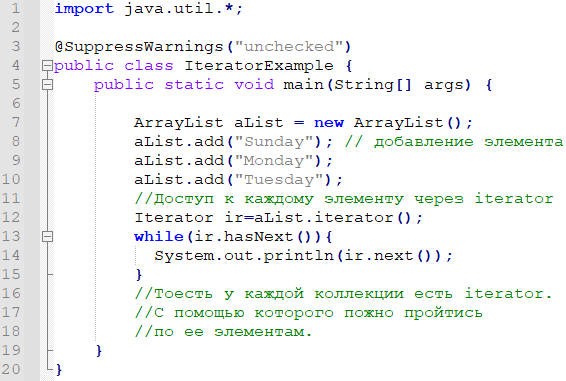 1 import java.util.*;
2
3 @SuppressWarnings("unchecked")
4 public class IteratorExample {
5     public static void main(String[] args) {
6
7         ArrayList aList = new ArrayList();
8         aList.add("Sunday"); // добавление элемента
9         aList.add("Monday");
10         aList.add("Tuesday");
11         //Доступ к каждому элементу через iterator
12         Iterator ir=aList.iterator();
13         while(ir.hasNext()){
14           System.out.println(ir.next());
15         }
16         //Тоесть у каждой коллекции есть iterator.
17         //С помощью которого пожно пройтись
18         //по ее элементам.
19     }
20 }